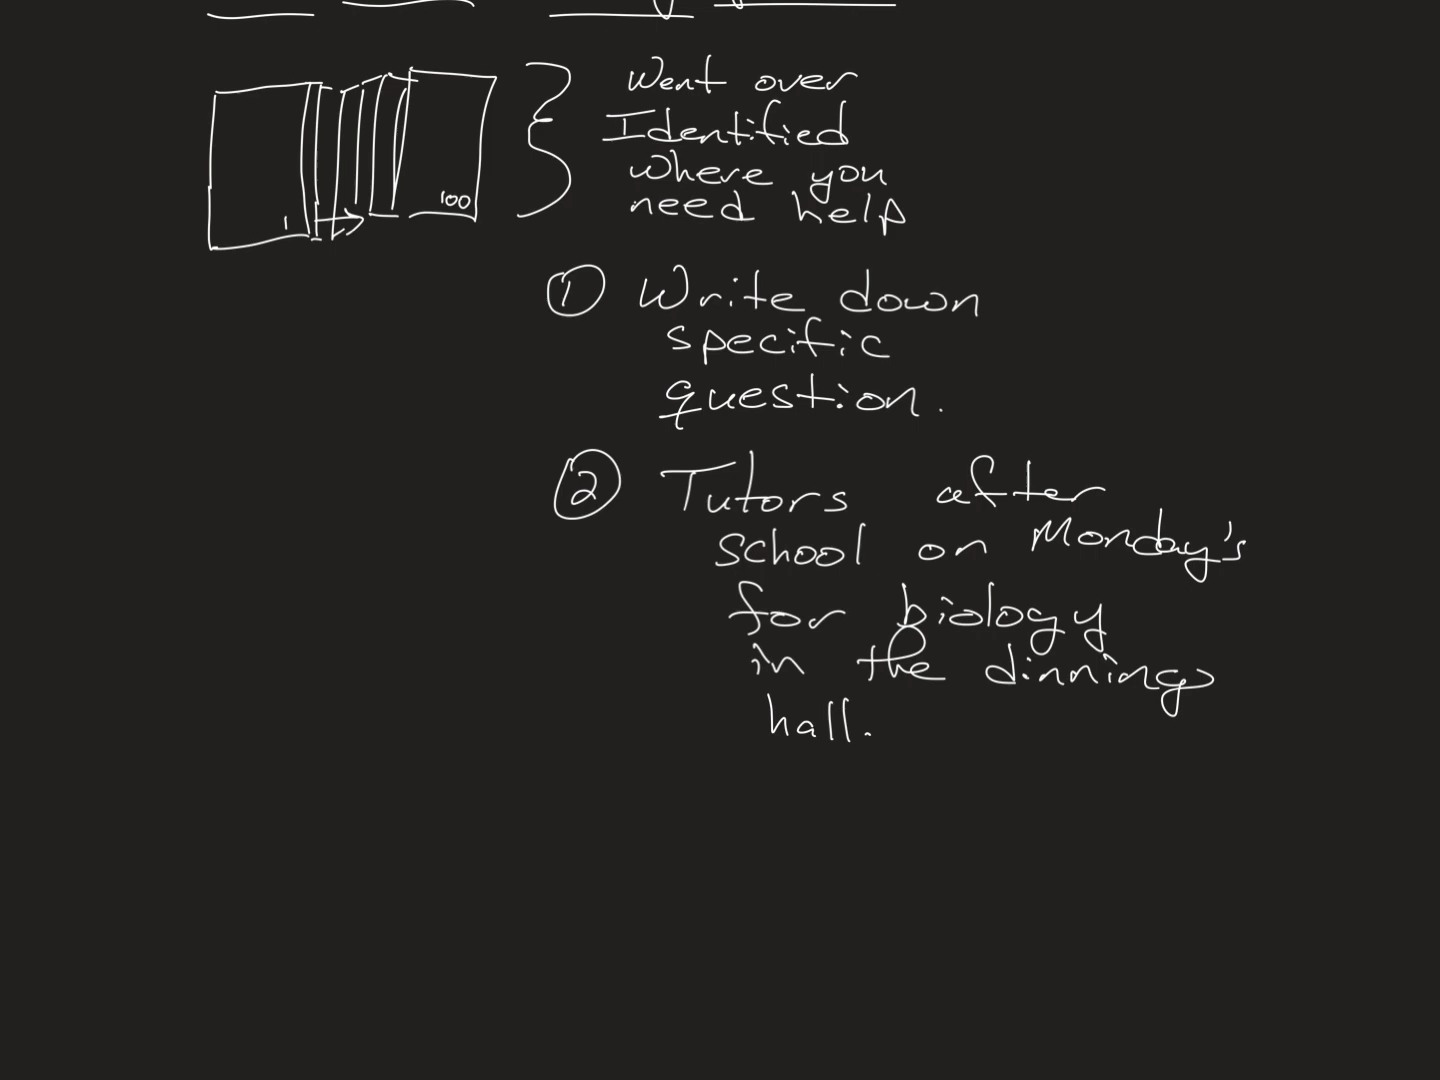 Went over
Identified
where you
need help
1 100
① Write down
specific
question.
② Tutors after
school on Monday's
for biology
in the dinning
hall.